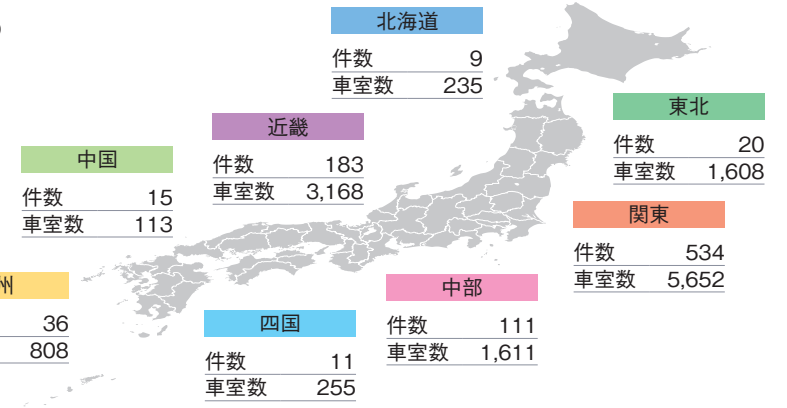 北海道
件数 9
車室数 235
東北
件数 20
車室数 1,608
近畿
件数 183
車室数 3,168
中国
件数 15
車室数 113
関東
件数 534
車室数 5,652
州
36
808
中部
件数 111
車室数 1,611
四国
件数 11
車室数 255